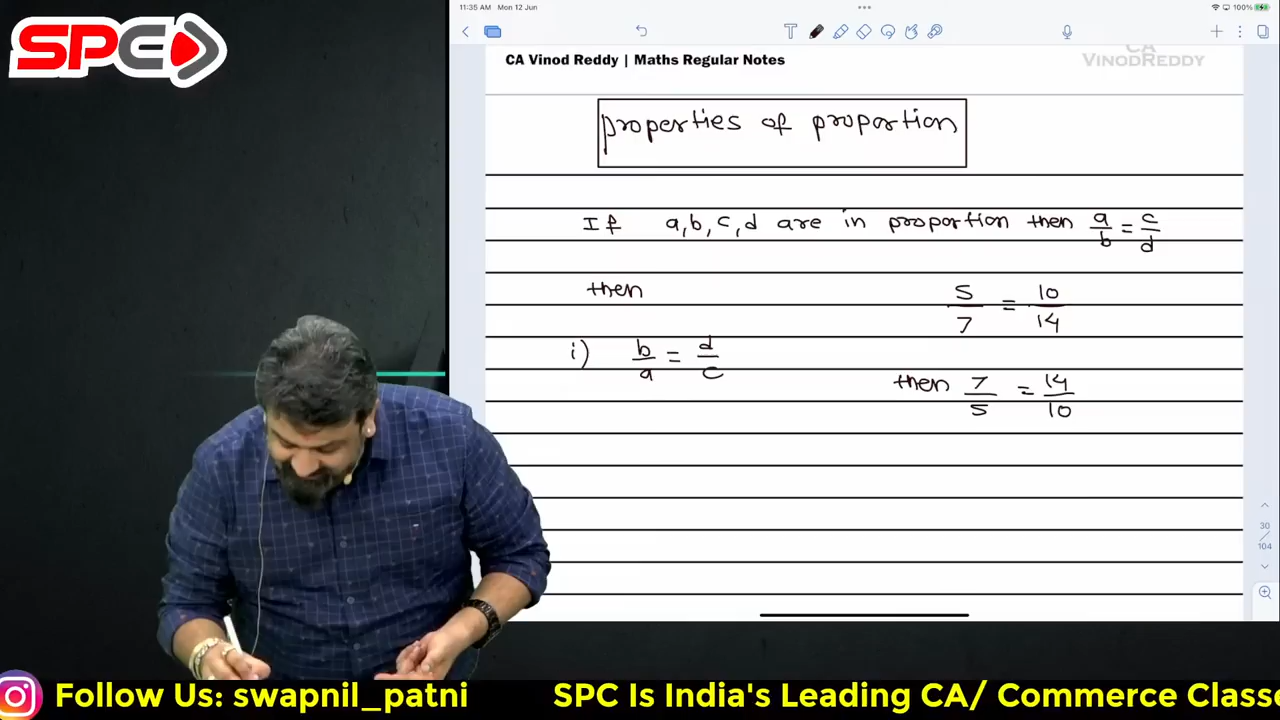 SPC
11:35 AM Mon 12 Jun
100%
CA Vinod Reddy | Maths Regular Notes
CA
VINODREDDY
properties of proportion
If a, b, c, d are in proportion then a/b = c/d
then
5/7 = 10/14
i) b/a = d/c
then 7/5 = 14/10
30
/
104
Follow Us: swapnil_patni
SPC Is India's Leading CA/ Commerce Classe